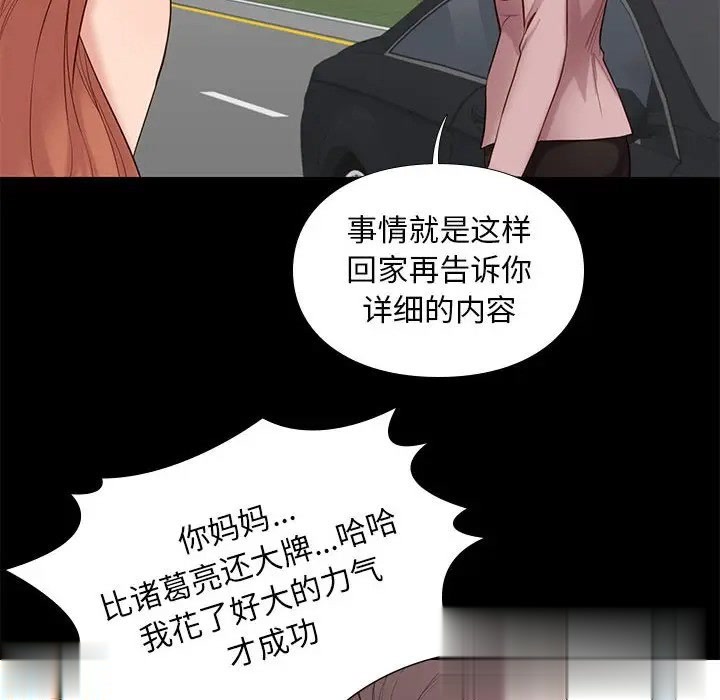 事情就是这样
回家再告诉你
详细的内容
你妈妈...
比诸葛亮还大牌...哈哈
我花了好大的力气
才成功